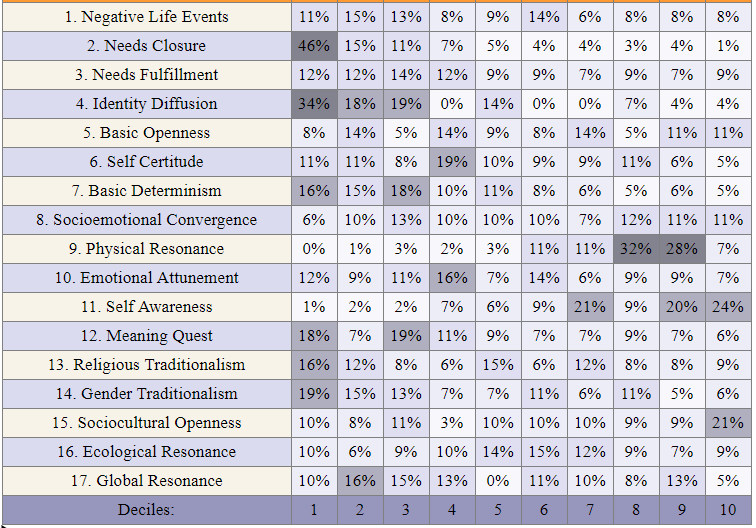 1. Negative Life Events 11% 15% 13% 8% 9% 14% 6% 8% 8% 8%
2. Needs Closure 46% 15% 11% 7% 5% 4% 4% 3% 4% 1%
3. Needs Fulfillment 12% 12% 14% 12% 9% 9% 7% 9% 7% 9%
4. Identity Diffusion 34% 18% 19% 0% 14% 0% 0% 7% 4% 4%
5. Basic Openness 8% 14% 5% 14% 9% 8% 14% 5% 11% 11%
6. Self Certitude 11% 11% 8% 19% 10% 9% 9% 11% 6% 5%
7. Basic Determinism 16% 15% 18% 10% 11% 8% 6% 5% 6% 5%
8. Socioemotional Convergence 6% 10% 13% 10% 10% 10% 7% 12% 11% 11%
9. Physical Resonance 0% 1% 3% 2% 3% 11% 11% 32% 28% 7%
10. Emotional Attunement 12% 9% 11% 16% 7% 14% 6% 9% 9% 7%
11. Self Awareness 1% 2% 2% 7% 6% 9% 21% 9% 20% 24%
12. Meaning Quest 18% 7% 19% 11% 9% 7% 7% 9% 7% 6%
13. Religious Traditionalism 16% 12% 8% 6% 15% 6% 12% 8% 8% 9%
14. Gender Traditionalism 19% 15% 13% 7% 7% 11% 6% 11% 5% 6%
15. Sociocultural Openness 10% 8% 11% 3% 10% 10% 10% 9% 9% 21%
16. Ecological Resonance 10% 6% 9% 10% 14% 15% 12% 9% 7% 9%
17. Global Resonance 10% 16% 15% 13% 0% 11% 10% 8% 13% 5%
Deciles: 1 2 3 4 5 6 7 8 9 10